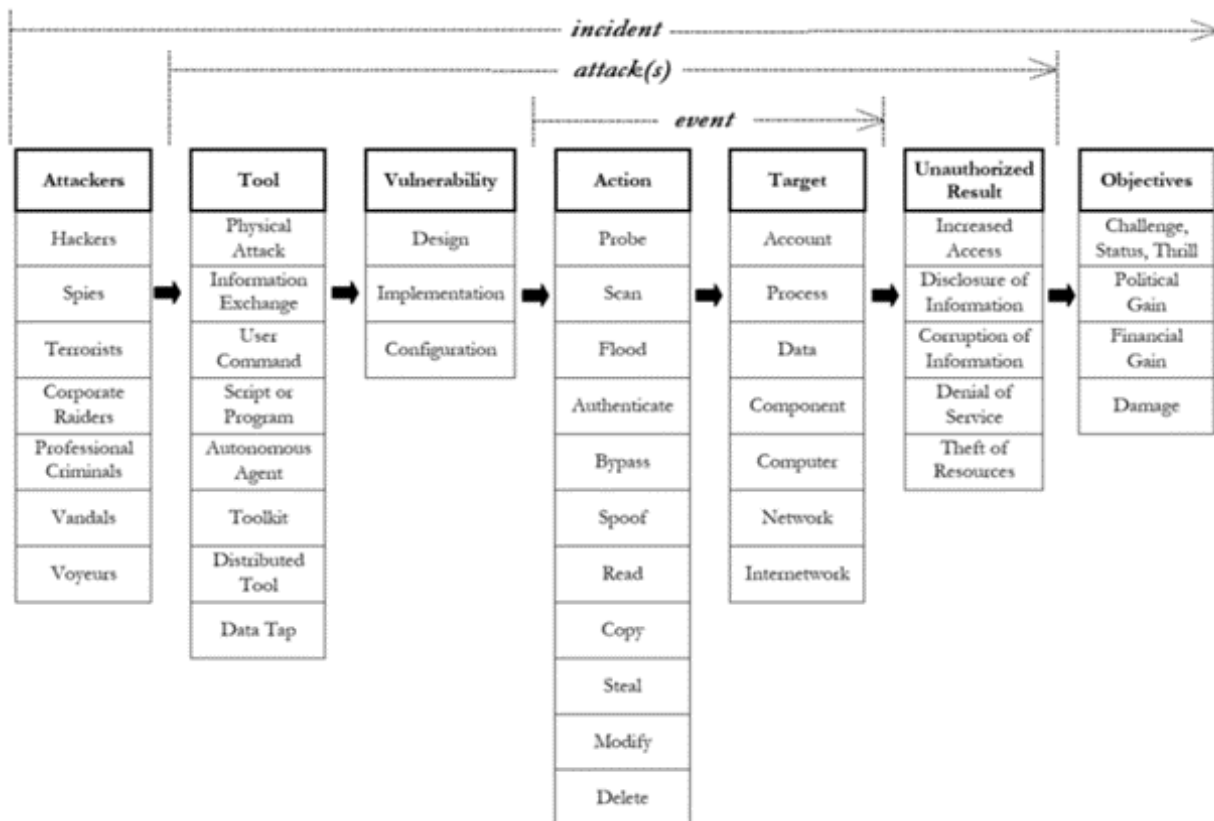 incident
attack(s)
event
Attackers
Hackers
Spies
Terrorists
Corporate
Raiders
Professional
Criminals
Vandals
Voyeurs
Tool
Physical
Attack
Information
Exchange
User
Command
Script or
Program
Autonomous
Agent
Toolkit
Distributed
Tool
Data Tap
Vulnerability
Design
Implementation
Configuration
Action
Probe
Scan
Flood
Authenticate
Bypass
Spoof
Read
Copy
Steal
Modify
Delete
Target
Account
Process
Data
Component
Computer
Network
Internetwork
Unauthorized
Result
Increased
Access
Disclosure of
Information
Corruption of
Information
Denial of
Service
Theft of
Resources
Objectives
Challenge,
Status, Thrill
Political
Gain
Financial
Gain
Damage